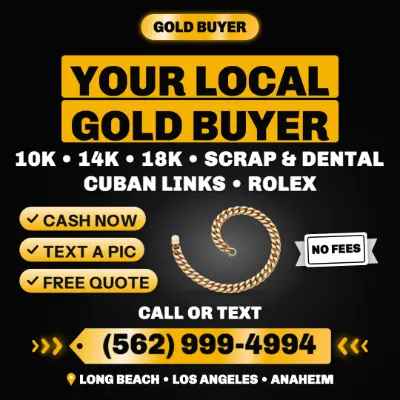 GOLD BUYER
YOUR LOCAL
GOLD BUYER
10K • 14K • 18K • SCRAP & DENTAL
CUBAN LINKS • ROLEX
CASH NOW
TEXT A PIC
FREE QUOTE
NO FEES
CALL OR TEXT
(562) 999-4994
LONG BEACH • LOS ANGELES • ANAHEIM